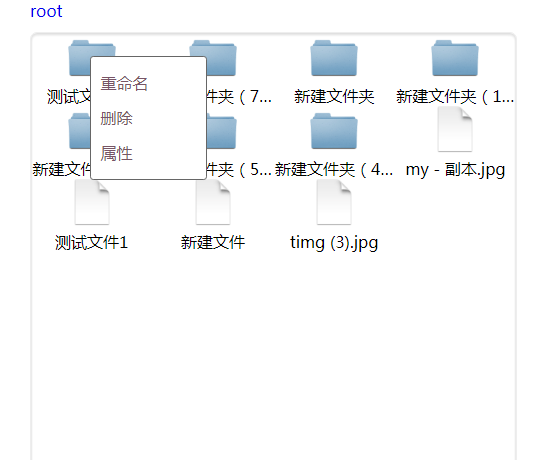 root
测试文
件夹（7...
新建文件夹
新建文件夹（1...
重命名
删除
属性
新建文件
件夹（5...
新建文件夹（4...
my - 副本.jpg
测试文件1
新建文件
timg (3).jpg